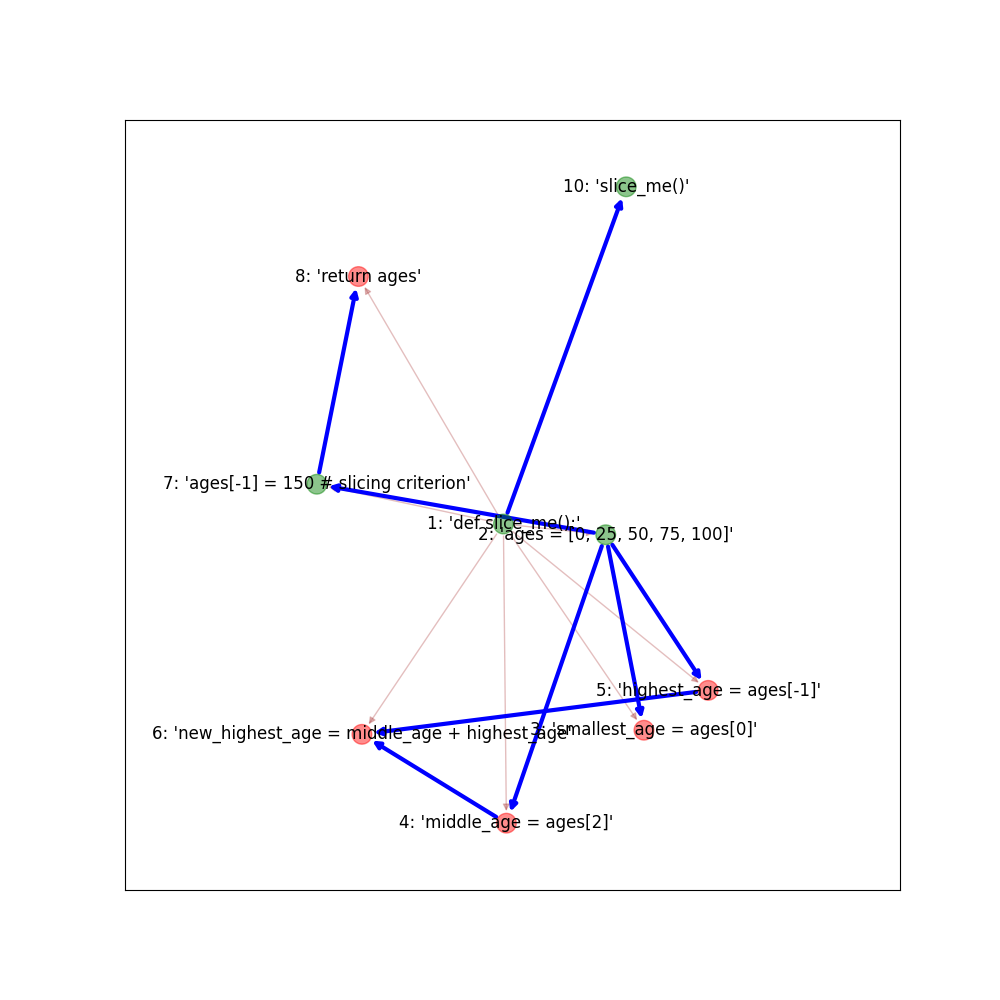 10: 'slice_me()'
8: 'return ages'
7: 'ages[-1] = 150 # slicing criterion'
1: 'def slice_me():'
2: 'ages = [0, 25, 50, 75, 100]'
5: 'highest_age = ages[-1]'
3: 'smallest_age = ages[0]'
6: 'new_highest_age = middle_age + highest_age'
4: 'middle_age = ages[2]'